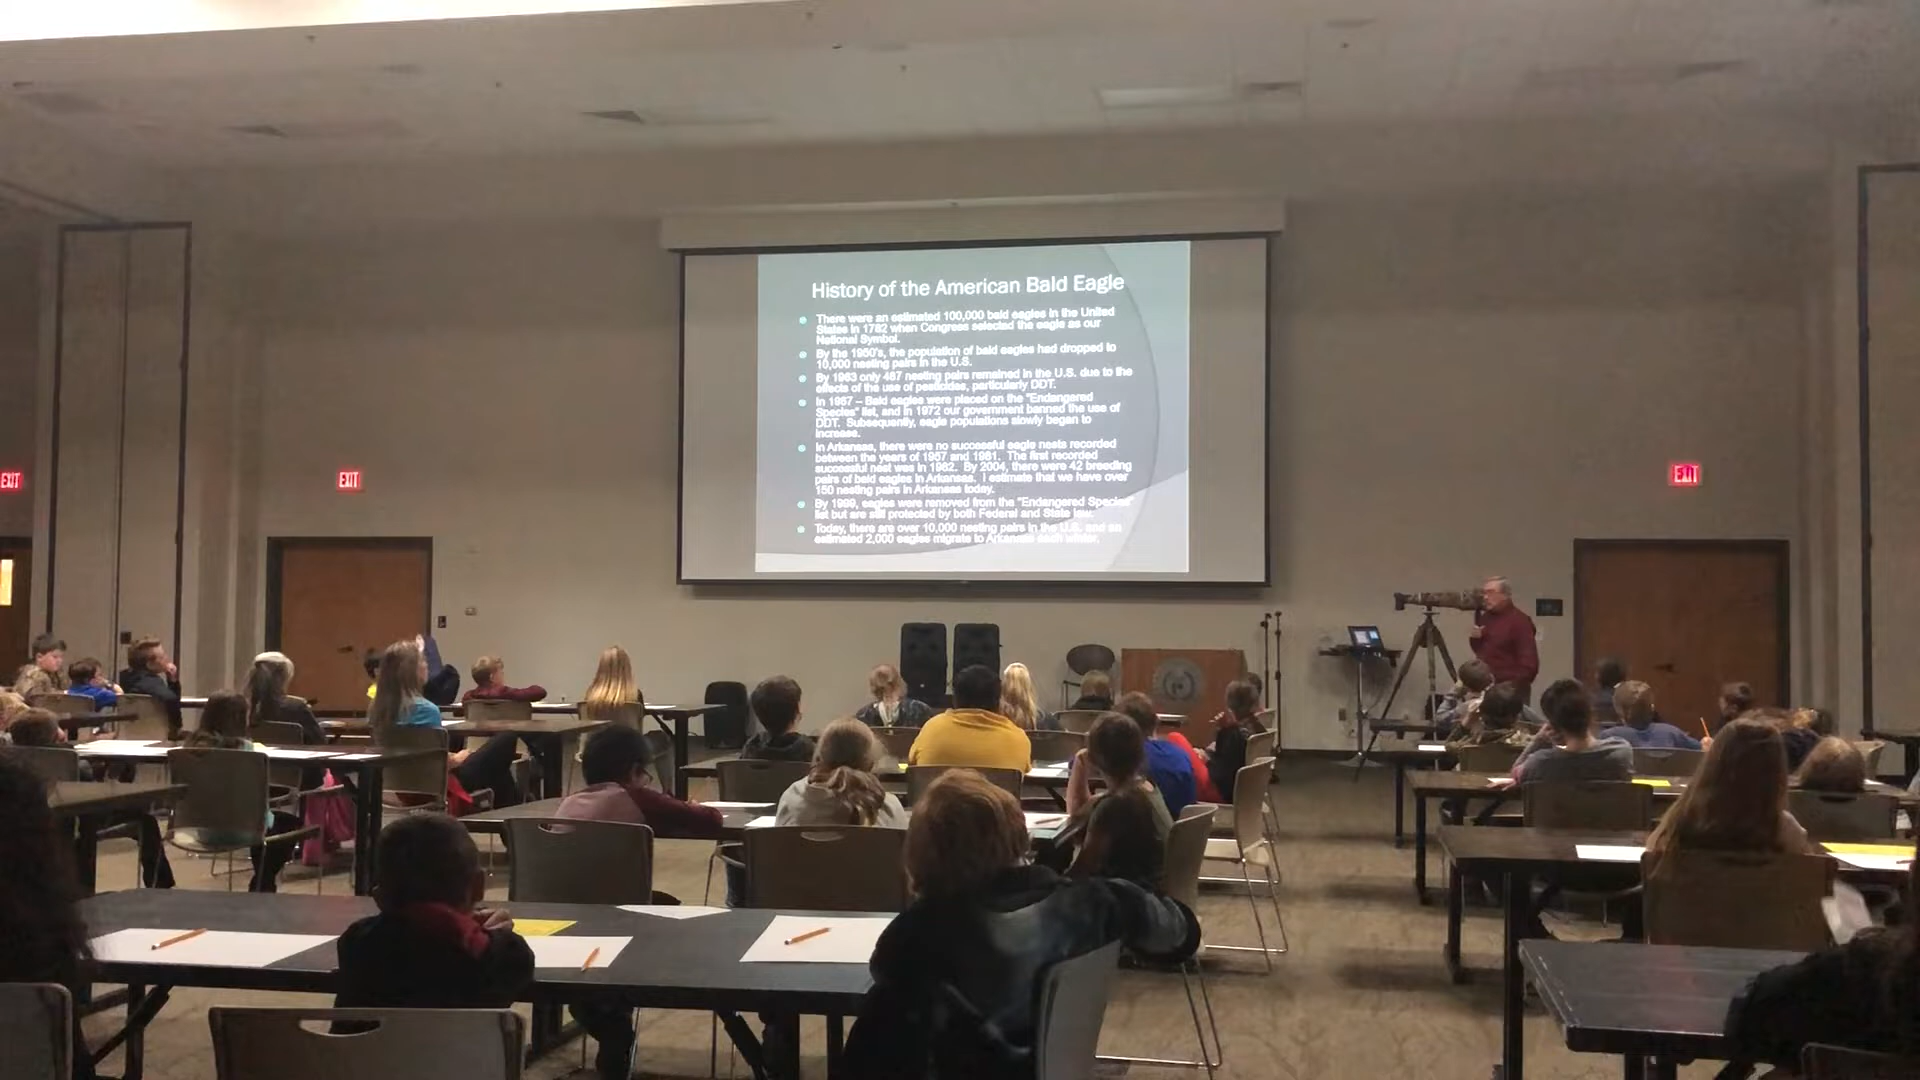 History of the American Bald Eagle
There were an estimated 100,000 bald eagles in the United
States in 1782 when Congress selected the eagle as our
National Symbol.
By the 1950's, the population of bald eagles had dropped to
10,000 nesting pairs in the U.S.
By 1963 only 487 nesting pairs remained in the U.S. due to the
effects of the use of pesticides, particularly DDT.
In 1967 – Bald eagles were placed on the "Endangered
Species" list, and in 1972 our government banned the use of
DDT. Subsequently, eagle populations slowly began to
increase.
In Arkansas, there were no successful eagle nests recorded
between the years of 1957 and 1981. The first recorded
successful nest was in 1982. By 2004, there were 42 breeding
pairs of bald eagles in Arkansas. I estimate that we have over
150 nesting pairs in Arkansas today.
By 1999, eagles were removed from the "Endangered Species"
list but are still protected by both Federal and State law.
Today, there are over 10,000 nesting pairs in the U.S. and an
estimated 2,000 eagles migrate to Arkansas each winter.
EXIT
EXIT
EXIT